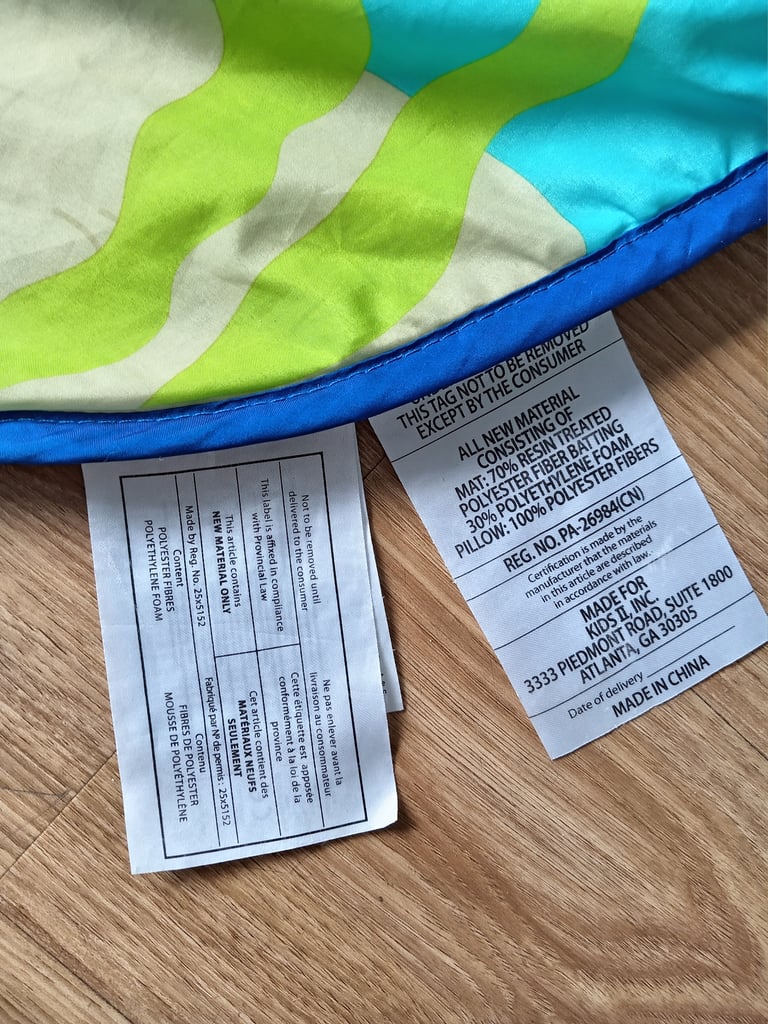 Not to be removed until
delivered to the consumer
This label is affixed in compliance
with Provincial Law
This article contains
NEW MATERIAL ONLY
Made by Reg. No. 25x5152
Content
POLYESTER FIBRES
POLYETHYLENE FOAM
Ne pas enlever avant la
livraison au consommateur
Cette étiquette est apposée
conformément à la loi de la
province
Cet article contient des
MATÉRIAUX NEUFS
SEULEMENT
Fabriqué par Nº de permis : 25x5152
Contenu
FIBRES DE POLYESTER
MOUSSE DE POLYÉTHYLÈNE
NOT TO BE REMOVED
THIS TAG NOT TO BE REMOVED
EXCEPT BY THE CONSUMER
ALL NEW MATERIAL
CONSISTING OF
MAT: 70% RESIN TREATED
POLYESTER FIBER BATTING
30% POLYETHYLENE FOAM
PILLOW: 100% POLYESTER FIBERS
REG. NO. PA-26984(CN)
Certification is made by the
manufacturer that the materials
in this article are described
in accordance with law.
MADE FOR
KIDS II, INC.
3333 PIEDMONT ROAD, SUITE 1800
ATLANTA, GA 30305
Date of delivery
MADE IN CHINA